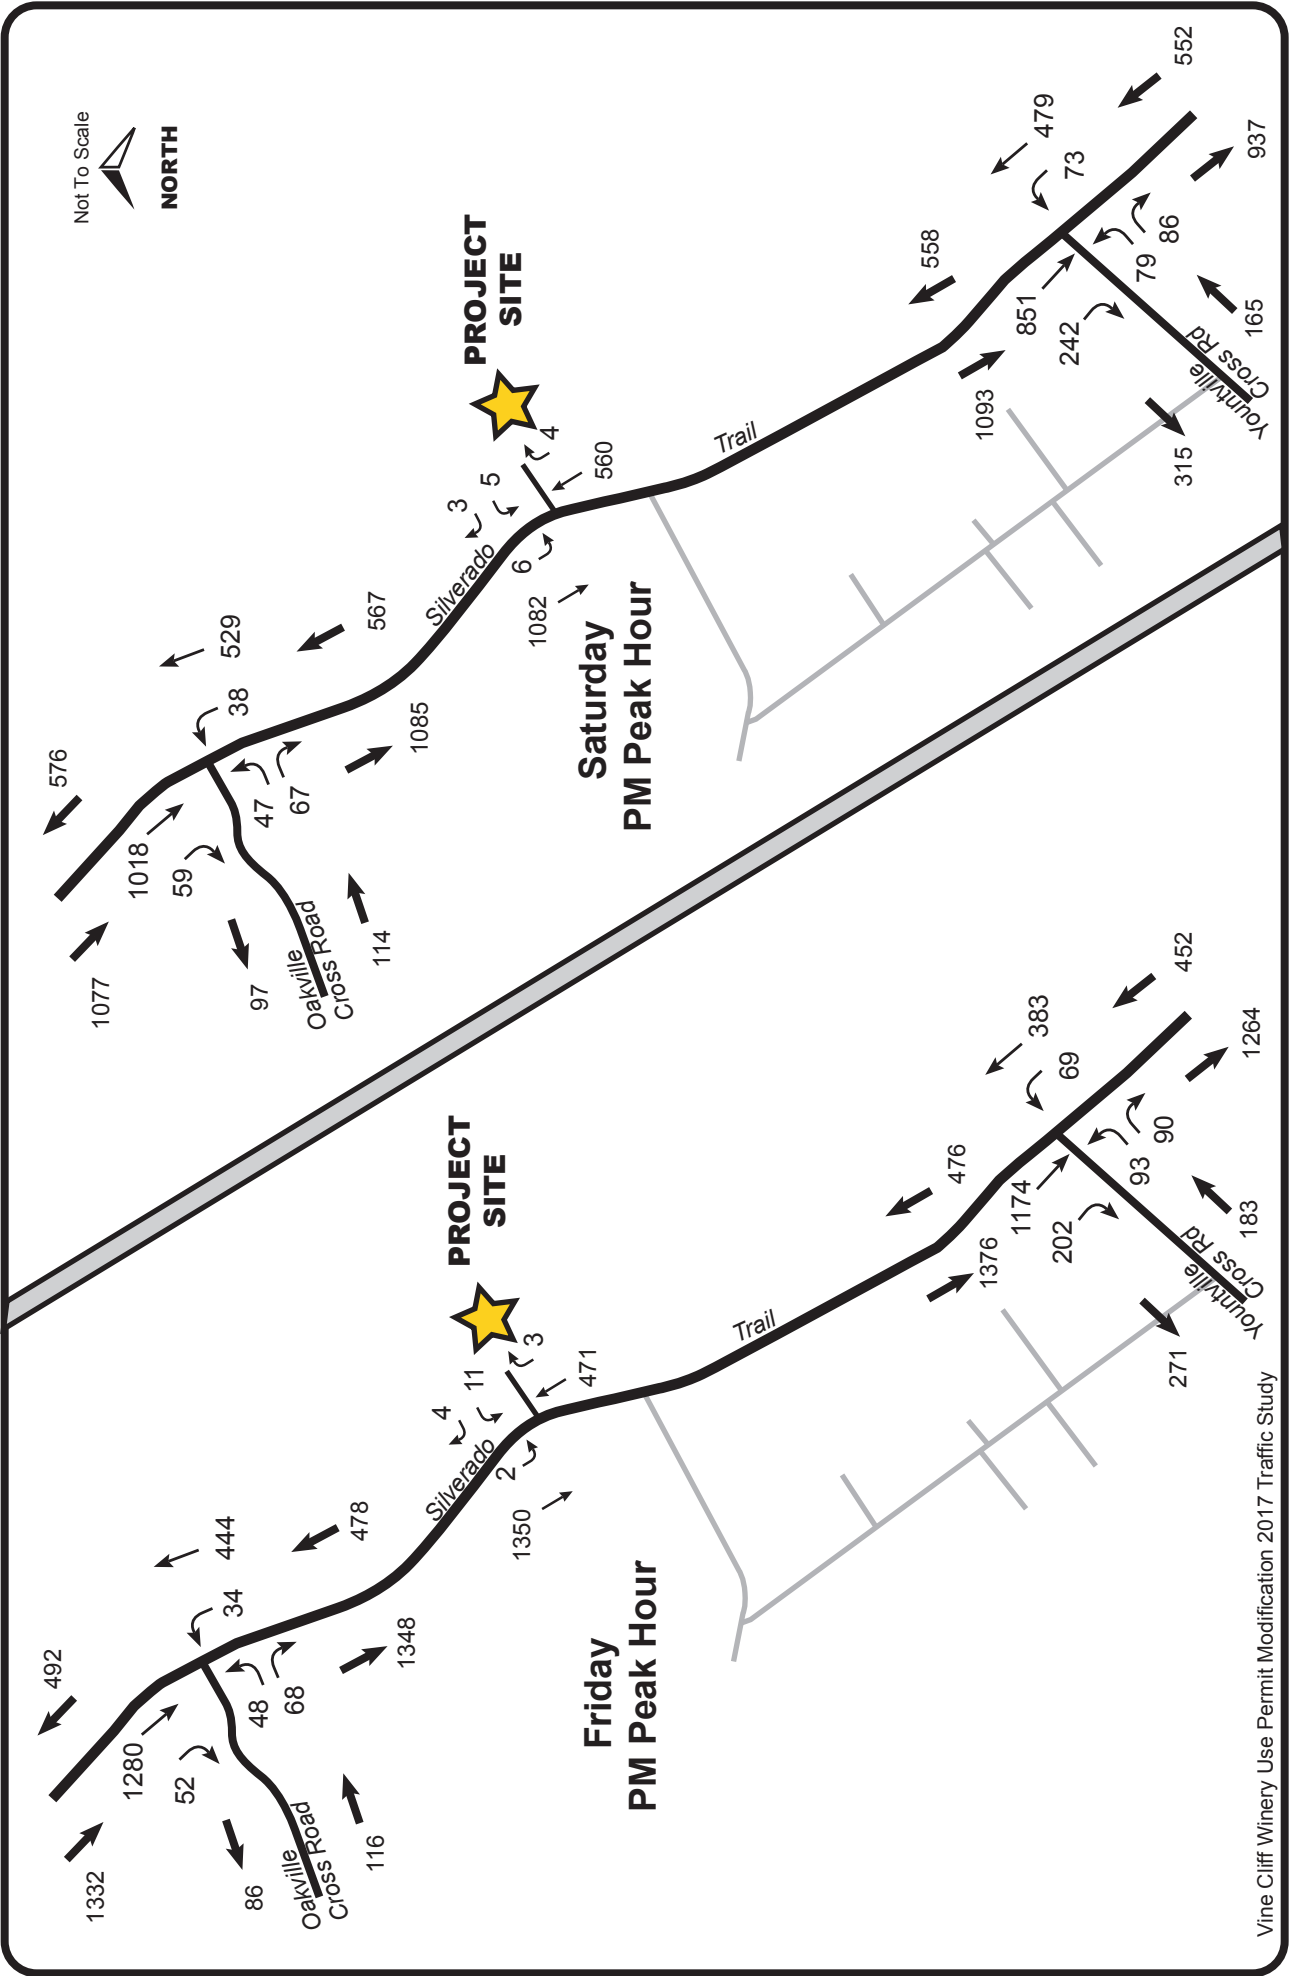 Not To Scale
NORTH
Saturday
PM Peak Hour
PROJECT
SITE
Silverado
Trail
Oakville
Cross Road
Yountville
Cross Rd
576
1077
1018
59
97
114
47
67
38
529
567
1085
3
5
6
4
560
1082
558
1093
851
242
479
73
79
86
165
315
552
937
Friday
PM Peak Hour
PROJECT
SITE
Silverado
Trail
Oakville
Cross Road
Yountville
Cross Rd
492
1332
1280
52
86
116
48
68
34
444
478
1348
4
11
2
3
471
1350
476
1376
1174
202
383
69
93
90
183
271
452
1264
Vine Cliff Winery Use Permit Modification 2017 Traffic Study